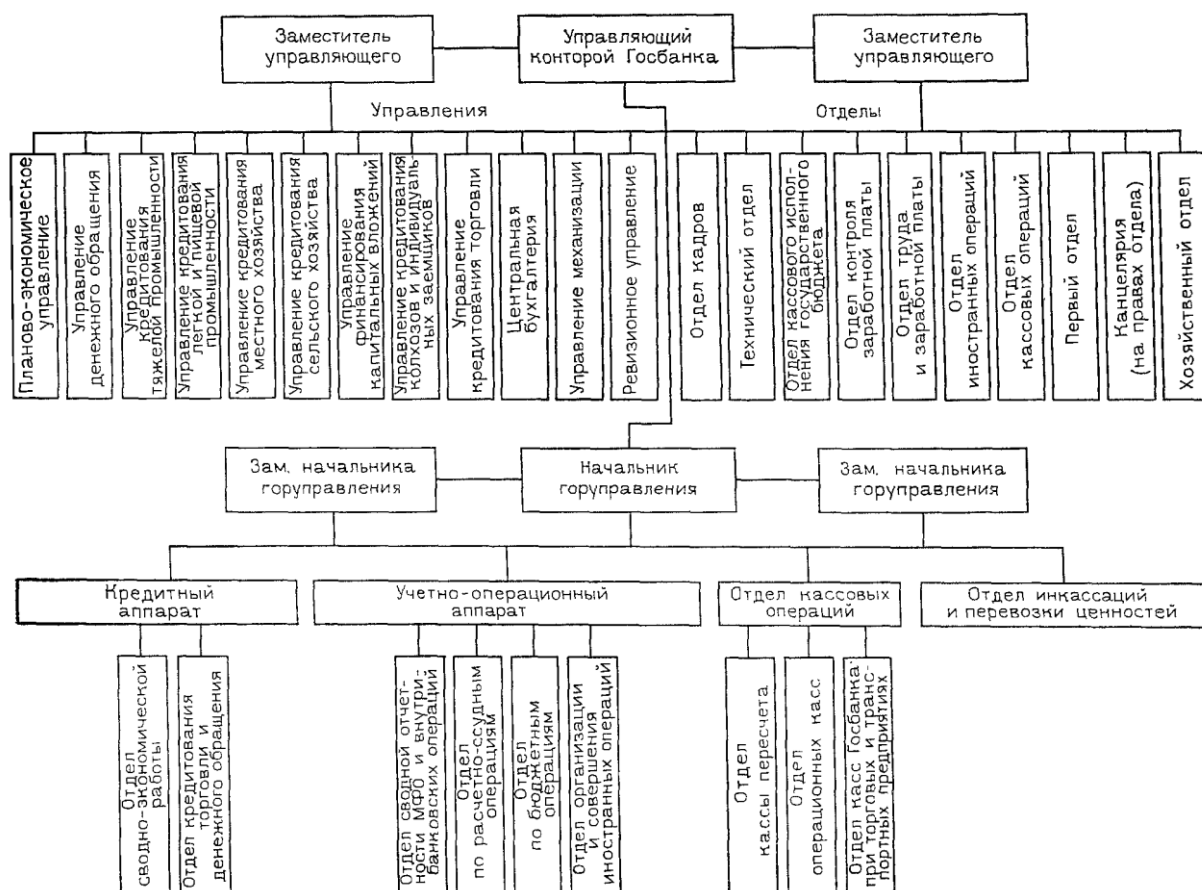 Заместитель
управляющего
Управляющий
конторой Госбанка
Заместитель
управляющего
Управления
Отделы
Планово-экономическое
управление
Управление
денежного обращения
Управление
кредитования
тяжелой промышленности
Управление кредитования
легкой и пищевой
промышленности
Управление кредитования
местного хозяйства
Управление кредитования
сельского хозяйства
Управление
финансирования
капитальных вложений
Управление кредитования
колхозов и индивидуаль-
ных заемщиков
Управление
кредитования торговли
Центральная
бухгалтерия
Управление механизации
Ревизионное управление
Отдел кадров
Технический отдел
Отдел кассового испол-
нения государственного
бюджета
Отдел контроля
заработной платы
Отдел труда
и заработной платы
Отдел
иностранных операций
Отдел
кассовых операций
Первый отдел
Канцелярия
(на правах отдела)
Хозяйственный отдел
Зам. начальника
горуправления
Начальник
горуправления
Зам. начальника
горуправления
Кредитный
аппарат
Учетно-операционный
аппарат
Отдел кассовых
операций
Отдел инкассаций
и перевозки ценностей
Отдел
сводно-экономической
работы
Отдел кредитования
торговли и
денежного обращения
Отдел сводной отчет-
ности МФО и внутри-
банковских операций
Отдел
по расчетно-ссудным
операциям
Отдел
по бюджетным
операциям
Отдел организации
и совершения
иностранных операций
Отдел
кассы пересчета
Отдел
операционных касс
Отдел касс Госбанка
при торговых и транс-
портных предприятиях